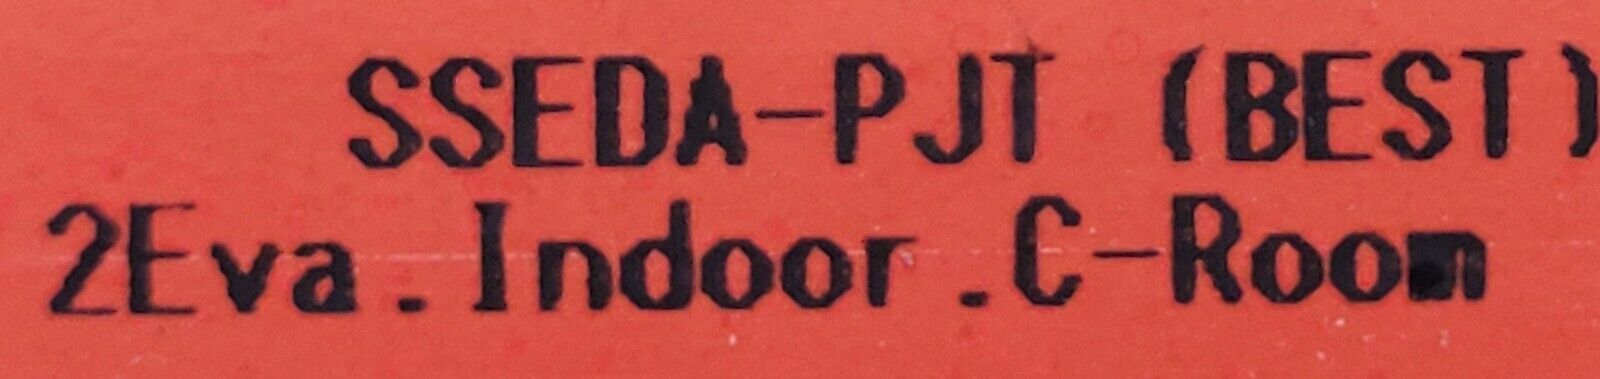 SSEDA-PJT (BEST)
2Eva.Indoor.C-Room